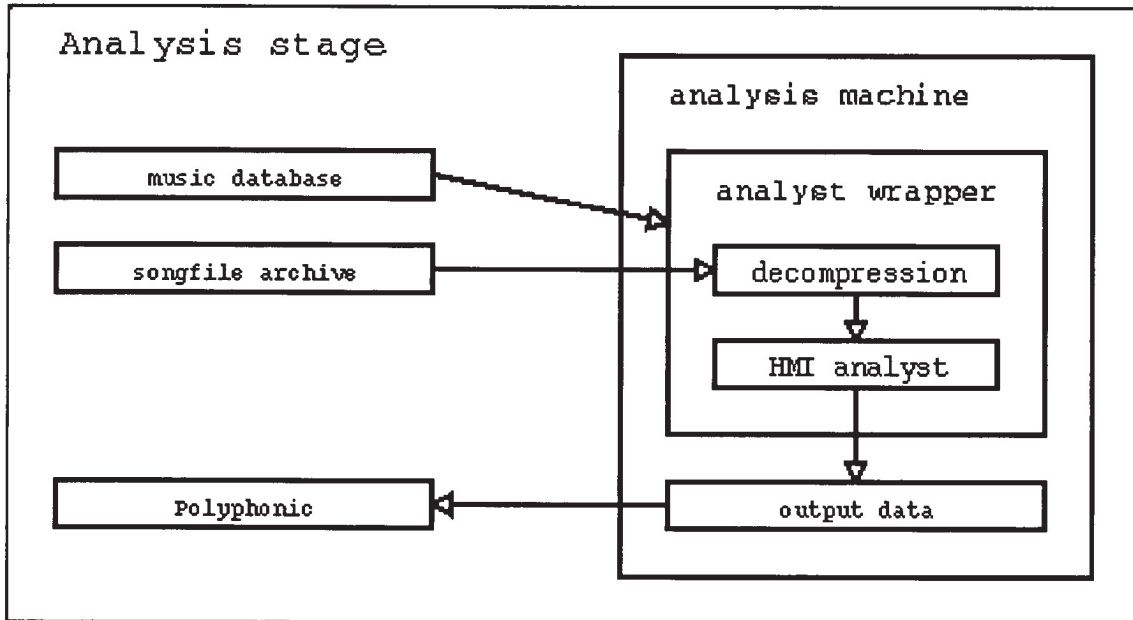 Analysis stage
analysis machine
music database
analyst wrapper
songfile archive
decompression
HMI analyst
Polyphonic
output data